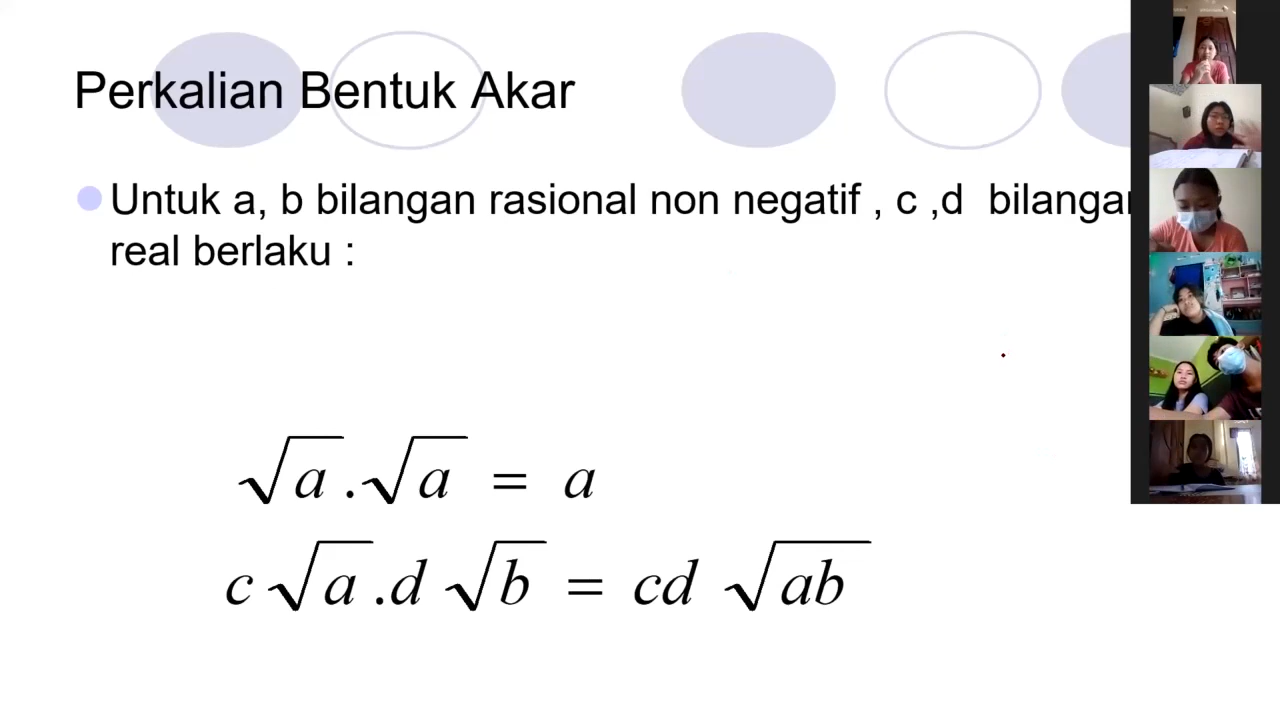 Perkalian Bentuk Akar
Untuk a, b bilangan rasional non negatif , c ,d bilangan
real berlaku :
√a . √a = a
c √a . d √b = cd √ab